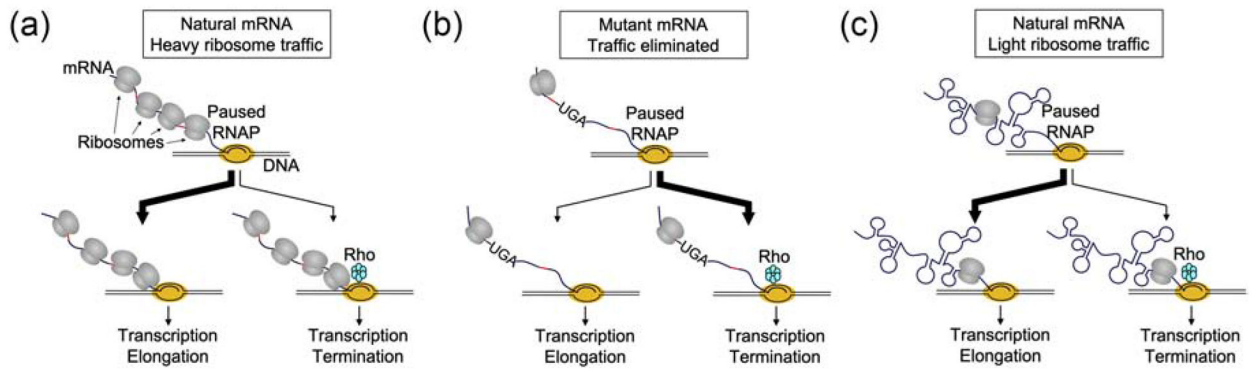 (a)
Natural mRNA
Heavy ribosome traffic
mRNA
Paused
RNAP
Ribosomes
DNA
Rho
Transcription
Elongation
Transcription
Termination
(b)
Mutant mRNA
Traffic eliminated
UGA
Paused
RNAP
UGA
UGA
Rho
Transcription
Elongation
Transcription
Termination
(c)
Natural mRNA
Light ribosome traffic
Paused
RNAP
Rho
Transcription
Elongation
Transcription
Termination